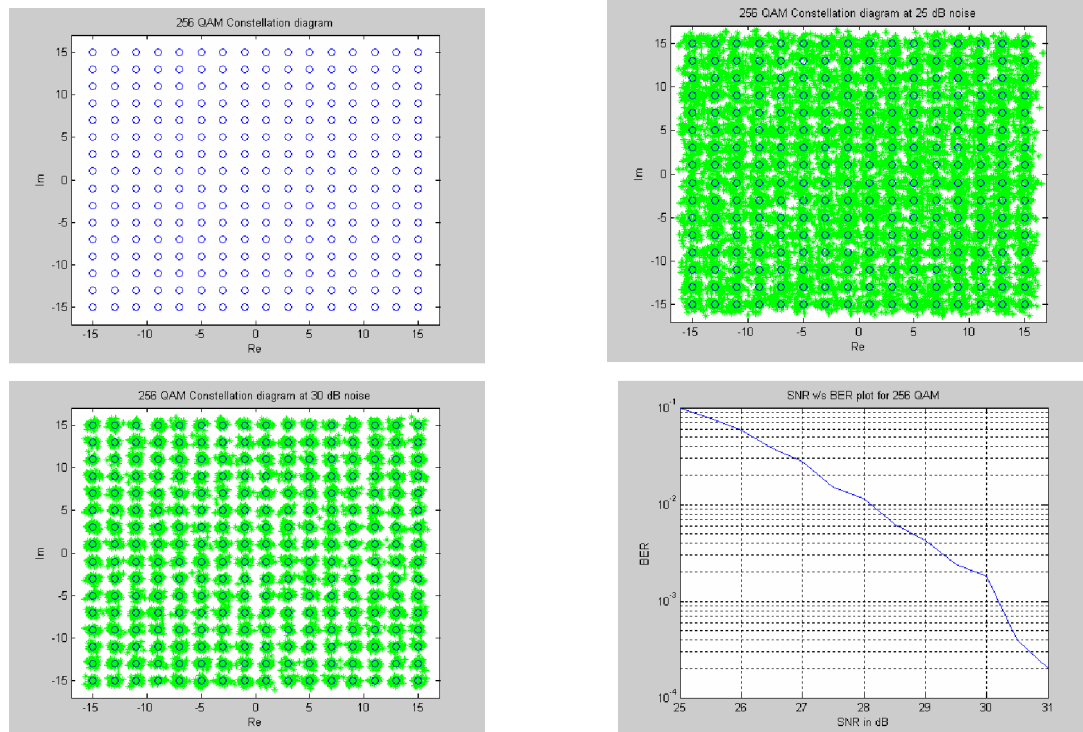 256 QAM Constellation diagram
15
10
5
0
-5
-10
-15
Im
-15 -10 -5 0 5 10 15
Re
256 QAM Constellation diagram at 25 dB noise
15
10
5
0
-5
-10
-15
Im
-15 -10 -5 0 5 10 15
Re
256 QAM Constellation diagram at 30 dB noise
15
10
5
0
-5
-10
-15
Im
-15 -10 -5 0 5 10 15
Re
SNR v/s BER plot for 256 QAM
10^-1
10^-2
10^-3
10^-4
BER
25 26 27 28 29 30 31
SNR in dB